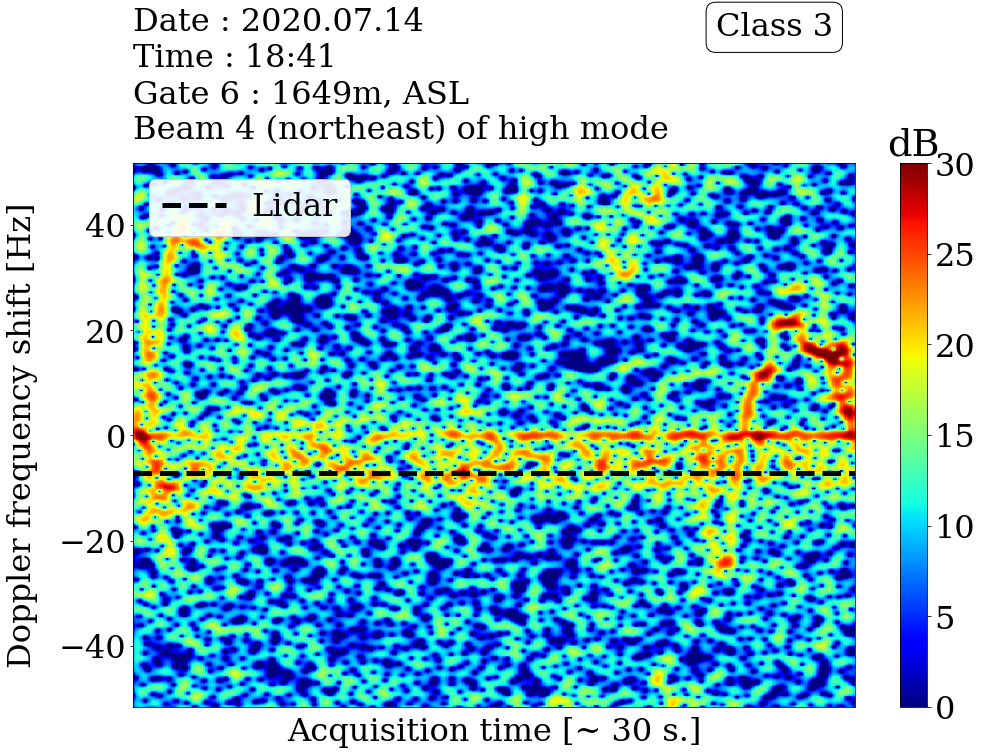 Date : 2020.07.14
Time : 18:41
Gate 6 : 1649m, ASL
Beam 4 (northeast) of high mode
Class 3
dB
Lidar
Doppler frequency shift [Hz]
40
20
0
−20
−40
Acquisition time [~ 30 s.]
30
25
20
15
10
5
0